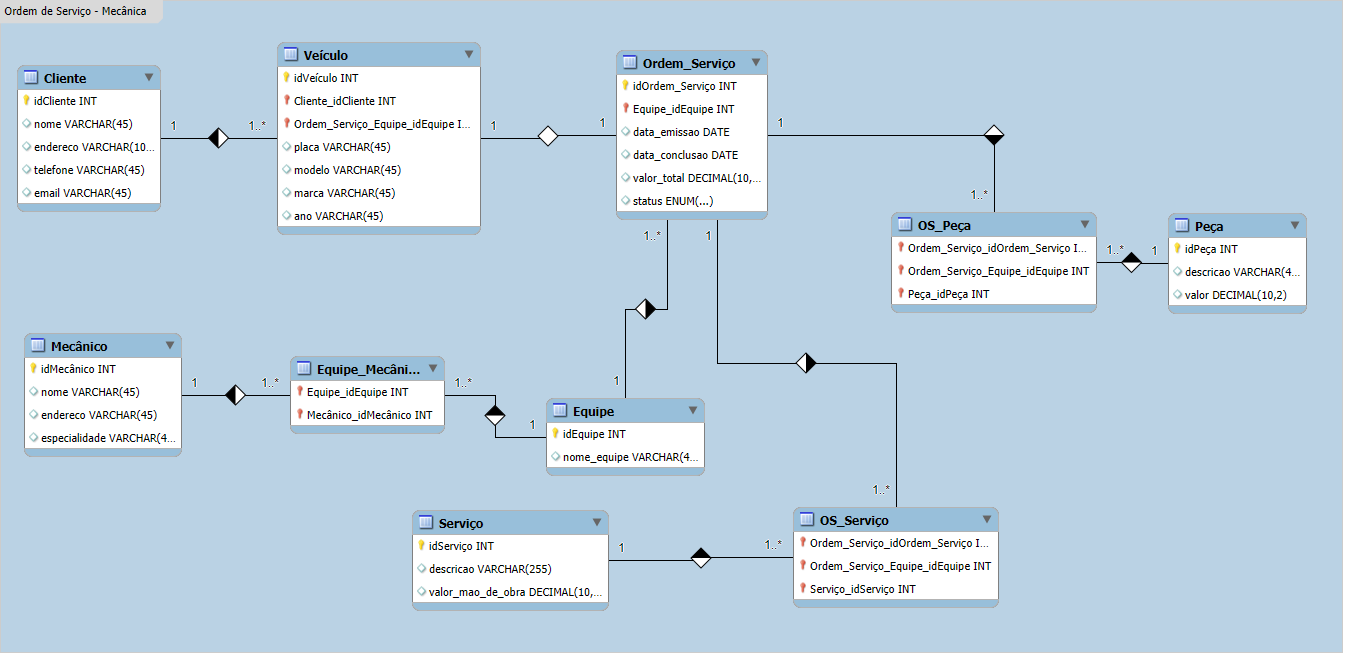 Ordem de Serviço - Mecânica
Cliente
idCliente INT
nome VARCHAR(45)
endereco VARCHAR(10...
telefone VARCHAR(45)
email VARCHAR(45)
1
1..*
Veículo
idVeículo INT
Cliente_idCliente INT
Ordem_Serviço_Equipe_idEquipe I...
placa VARCHAR(45)
modelo VARCHAR(45)
marca VARCHAR(45)
ano VARCHAR(45)
1
1
Ordem_Serviço
idOrdem_Serviço INT
Equipe_idEquipe INT
data_emissao DATE
data_conclusao DATE
valor_total DECIMAL(10,...
status ENUM(...)
1
1..*
1..*
1
OS_Peça
Ordem_Serviço_idOrdem_Serviço I...
Ordem_Serviço_Equipe_idEquipe INT
Peça_idPeça INT
1..*
1
Peça
idPeça INT
descricao VARCHAR(4...
valor DECIMAL(10,2)
Mecânico
idMecânico INT
nome VARCHAR(45)
endereco VARCHAR(45)
especialidade VARCHAR(4...
1
1..*
Equipe_Mecâni...
Equipe_idEquipe INT
Mecânico_idMecânico INT
1..*
1
1
Equipe
idEquipe INT
nome_equipe VARCHAR(4...
1..*
Serviço
idServiço INT
descricao VARCHAR(255)
valor_mao_de_obra DECIMAL(10,...
1
1..*
OS_Serviço
Ordem_Serviço_idOrdem_Serviço I...
Ordem_Serviço_Equipe_idEquipe INT
Serviço_idServiço INT